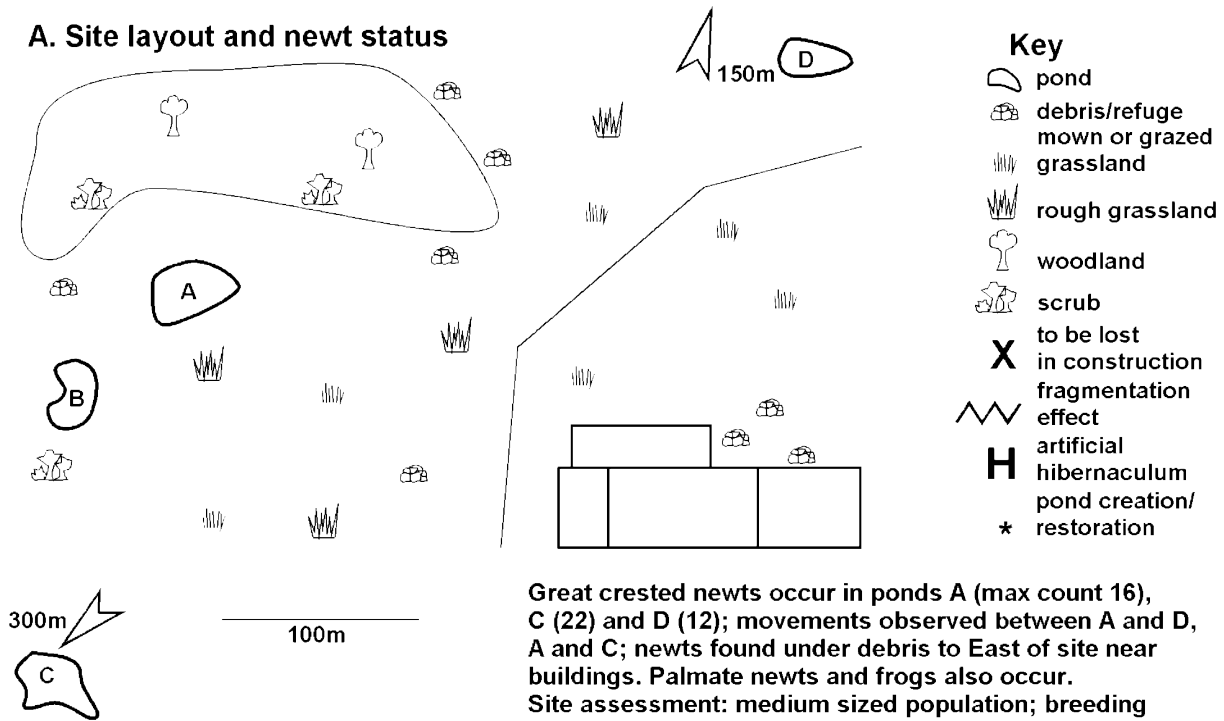 A. Site layout and newt status
150m
D
A
B
300m
C
100m
Key
pond
debris/refuge
mown or grazed
grassland
rough grassland
woodland
scrub
X
to be lost
in construction
fragmentation
effect
H
artificial
hibernaculum
pond creation/
*
restoration
Great crested newts occur in ponds A (max count 16),
C (22) and D (12); movements observed between A and D,
A and C; newts found under debris to East of site near
buildings. Palmate newts and frogs also occur.
Site assessment: medium sized population; breeding